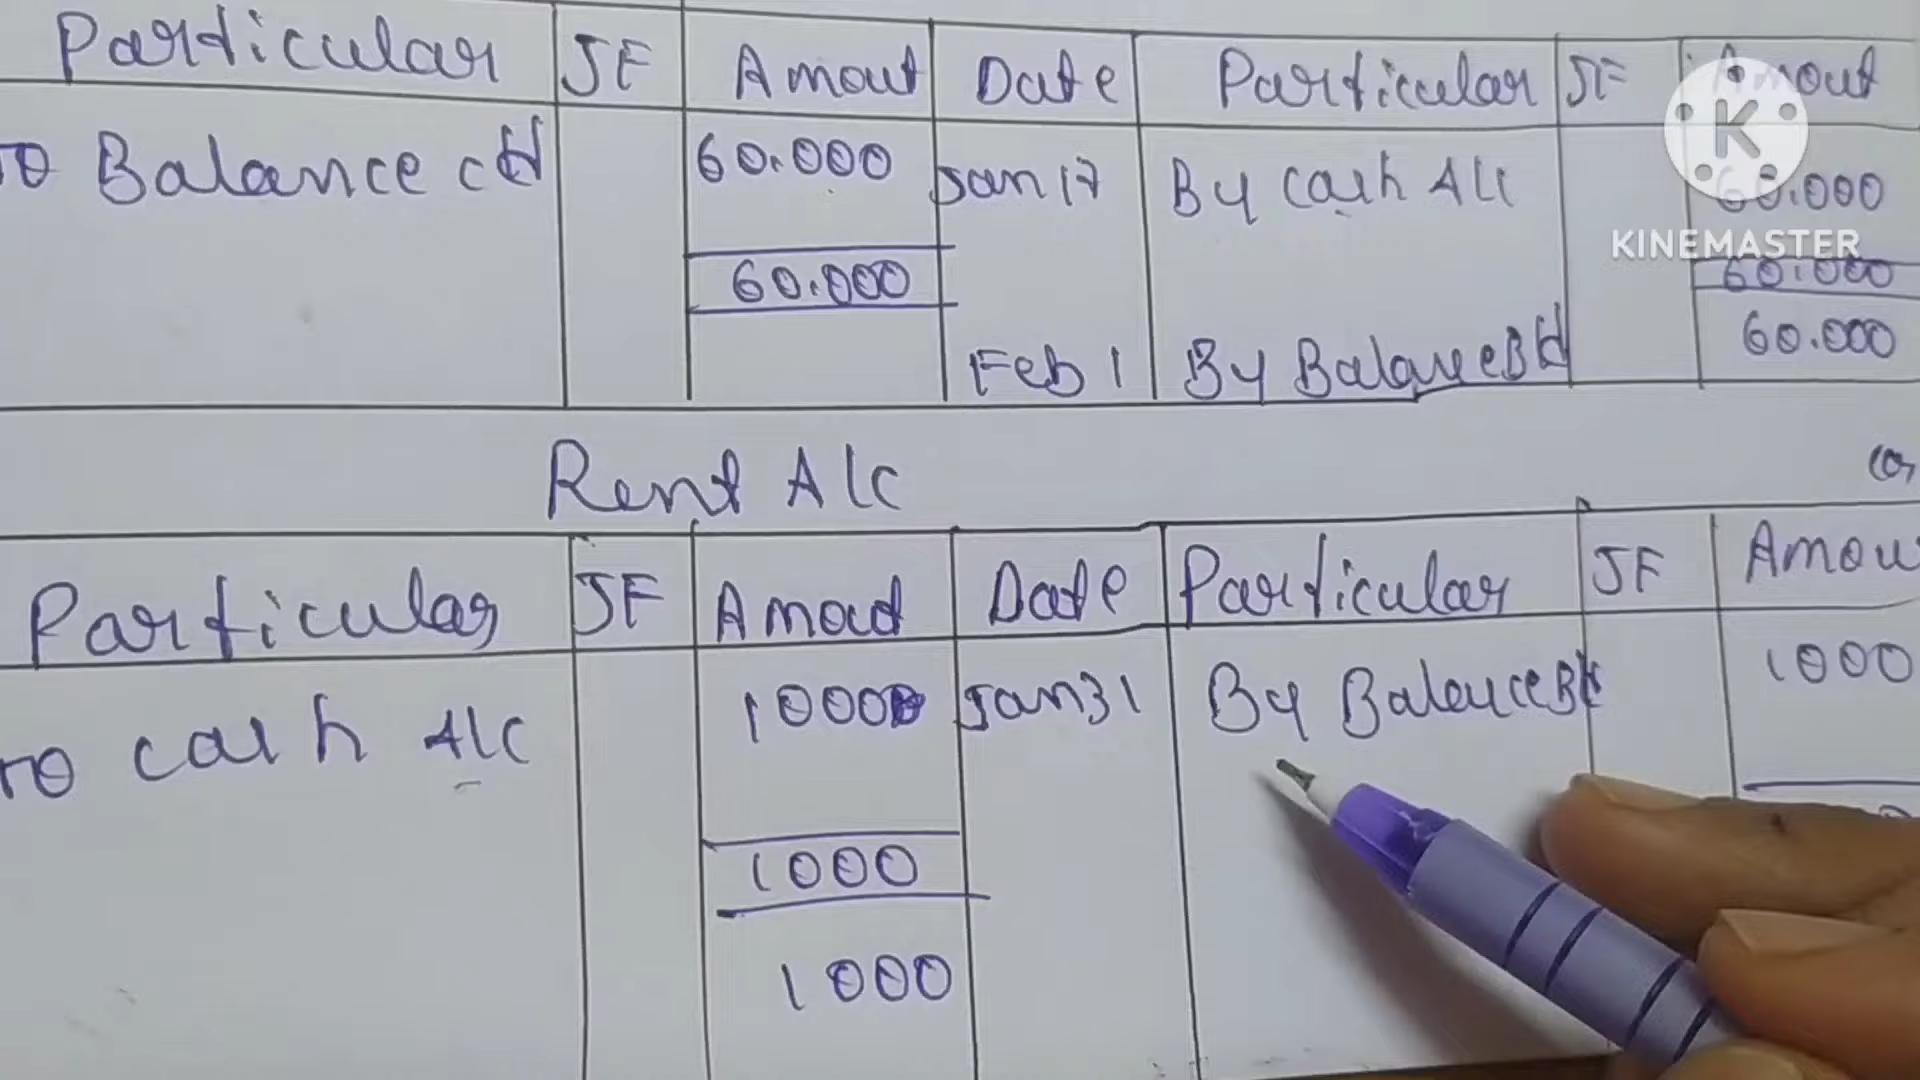 Particular JF Amout Date Particular JF Amout
To Balance c/d 60.000 Jan 17 By cash A/c 60.000
KINEMASTER
60.000 60.000
Feb 1 By Balance B/d 60.000
Rent A/c
Particular JF Amout Date Particular JF Amou
To cash A/c 1000 Jan 31 By Balance B/d 1000
1000
1000